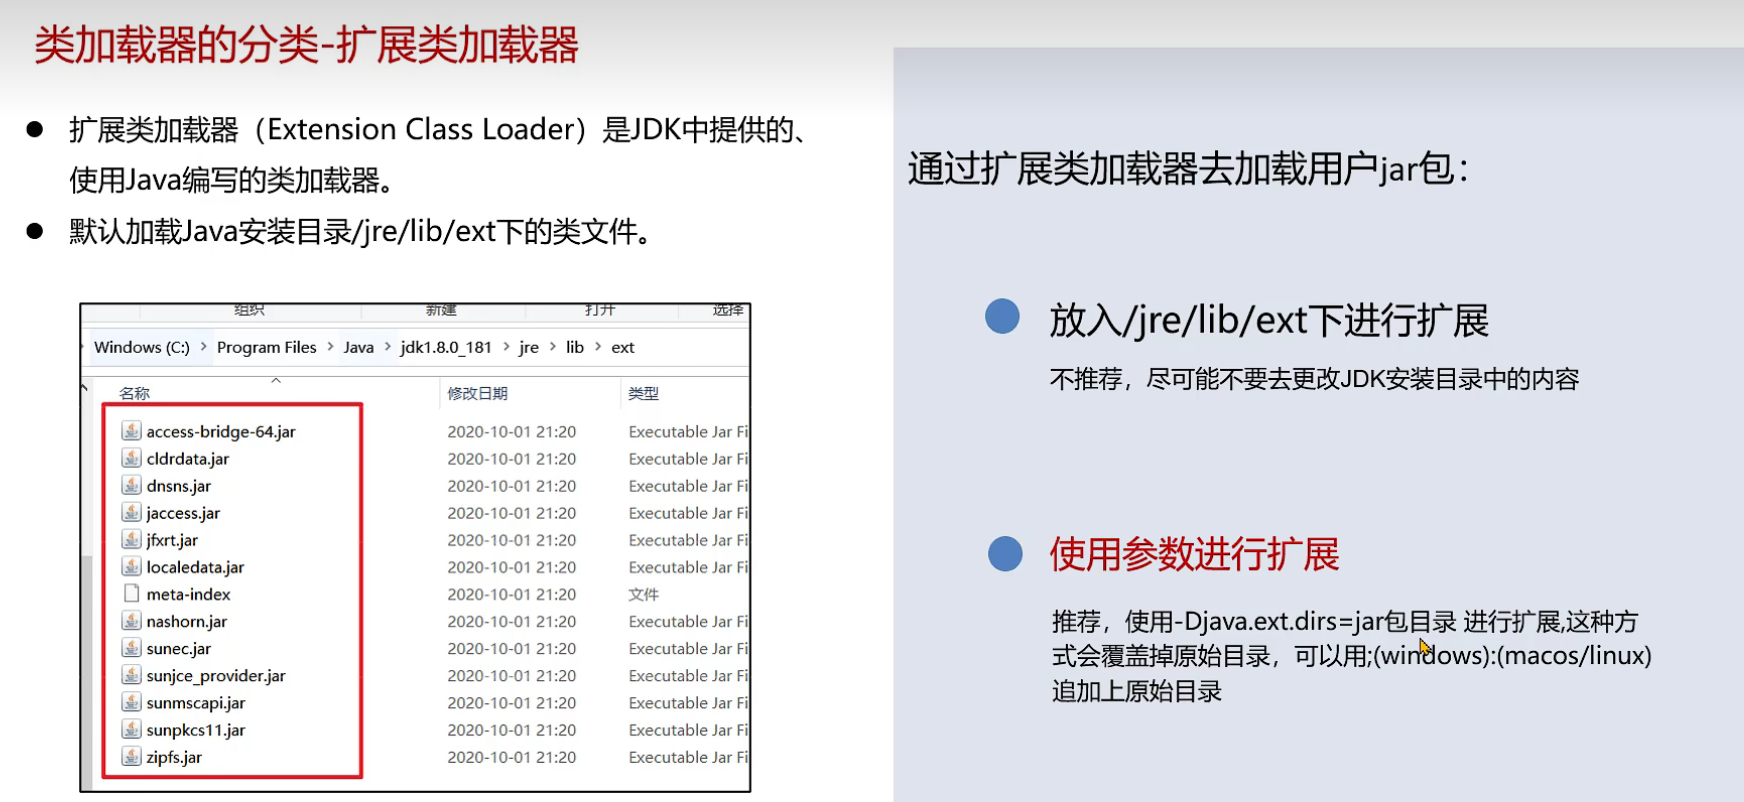 类加载器的分类-扩展类加载器
扩展类加载器（Extension Class Loader）是JDK中提供的、
使用Java编写的类加载器。
默认加载Java安装目录/jre/lib/ext下的类文件。
组织 新建 打开 选择
Windows (C:) > Program Files > Java > jdk1.8.0_181 > jre > lib > ext
名称 修改日期 类型
access-bridge-64.jar 2020-10-01 21:20 Executable Jar Fi
cldrdata.jar 2020-10-01 21:20 Executable Jar Fi
dnsns.jar 2020-10-01 21:20 Executable Jar Fi
jaccess.jar 2020-10-01 21:20 Executable Jar Fi
jfxrt.jar 2020-10-01 21:20 Executable Jar Fi
localedata.jar 2020-10-01 21:20 Executable Jar Fi
meta-index 2020-10-01 21:20 文件
nashorn.jar 2020-10-01 21:20 Executable Jar Fi
sunec.jar 2020-10-01 21:20 Executable Jar Fi
sunjce_provider.jar 2020-10-01 21:20 Executable Jar Fi
sunmscapi.jar 2020-10-01 21:20 Executable Jar Fi
sunpkcs11.jar 2020-10-01 21:20 Executable Jar Fi
zipfs.jar 2020-10-01 21:20 Executable Jar Fi
通过扩展类加载器去加载用户jar包：
放入/jre/lib/ext下进行扩展
不推荐，尽可能不要去更改JDK安装目录中的内容
使用参数进行扩展
推荐，使用-Djava.ext.dirs=jar包目录 进行扩展,这种方
式会覆盖掉原始目录，可以用;(windows):(macos/linux)
追加上原始目录